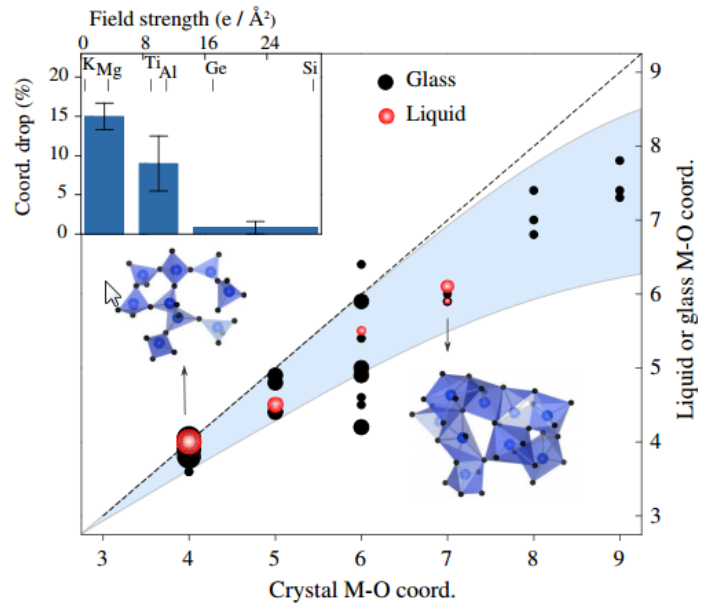 Field strength (e / Å²)
0 8 16 24
K Mg Ti Al Ge Si
20
15
10
5
0
Coord. drop (%)
Glass
Liquid
9
8
7
6
5
4
3
Liquid or glass M-O coord.
3 4 5 6 7 8 9
Crystal M-O coord.